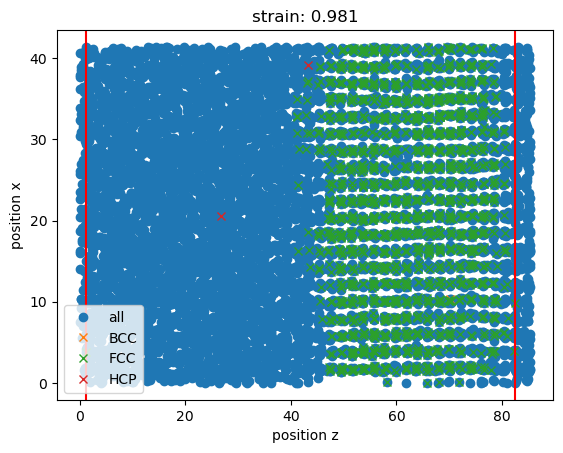 strain: 0.981
position x
40
30
20
10
0
all
BCC
FCC
HCP
0
20
40
60
80
position z